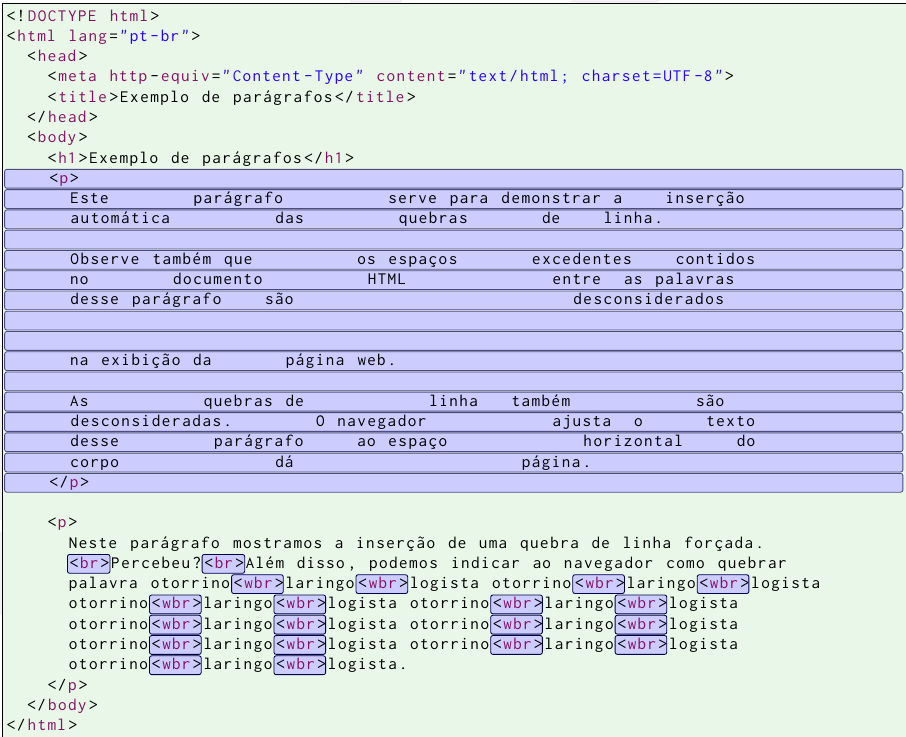 <!DOCTYPE html>
<html lang="pt-br">
<head>
<meta http-equiv="Content-Type" content="text/html; charset=UTF-8">
<title>Exemplo de parágrafos</title>
</head>
<body>
<h1>Exemplo de parágrafos</h1>
<p>
Este parágrafo serve para demonstrar a inserção
automática das quebras de linha.
Observe também que os espaços excedentes contidos
no documento HTML entre as palavras
desse parágrafo são desconsiderados
na exibição da página web.
As quebras de linha também são
desconsideradas. O navegador ajusta o texto
desse parágrafo ao espaço horizontal do
corpo dá página.
</p>
<p>
Neste parágrafo mostramos a inserção de uma quebra de linha forçada.
<br>Percebeu?<br>Além disso, podemos indicar ao navegador como quebrar
palavra otorrino<wbr>laringo<wbr>logista otorrino<wbr>laringo<wbr>logista
otorrino<wbr>laringo<wbr>logista otorrino<wbr>laringo<wbr>logista
otorrino<wbr>laringo<wbr>logista otorrino<wbr>laringo<wbr>logista
otorrino<wbr>laringo<wbr>logista otorrino<wbr>laringo<wbr>logista
otorrino<wbr>laringo<wbr>logista.
</p>
</body>
</html>